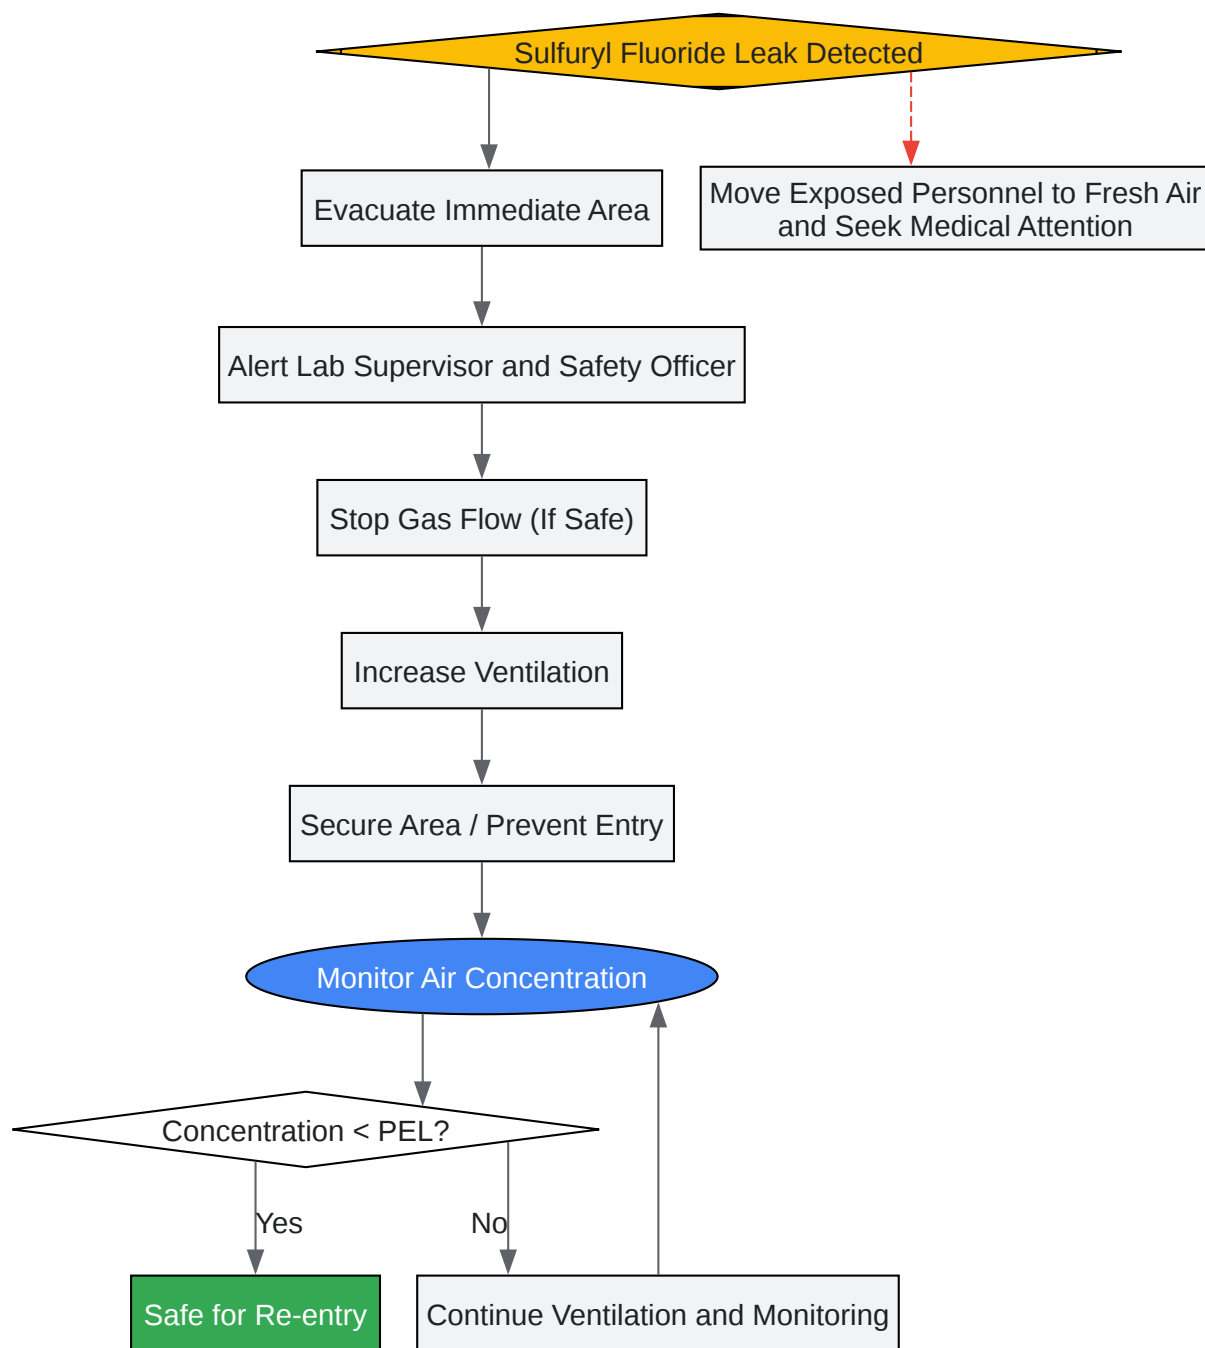 Sulfuryl Fluoride Leak Detected
Evacuate Immediate Area
Move Exposed Personnel to Fresh Air
and Seek Medical Attention
Alert Lab Supervisor and Safety Officer
Stop Gas Flow (If Safe)
Increase Ventilation
Secure Area / Prevent Entry
Monitor Air Concentration
Concentration < PEL?
Yes
No
Safe for Re-entry
Continue Ventilation and Monitoring